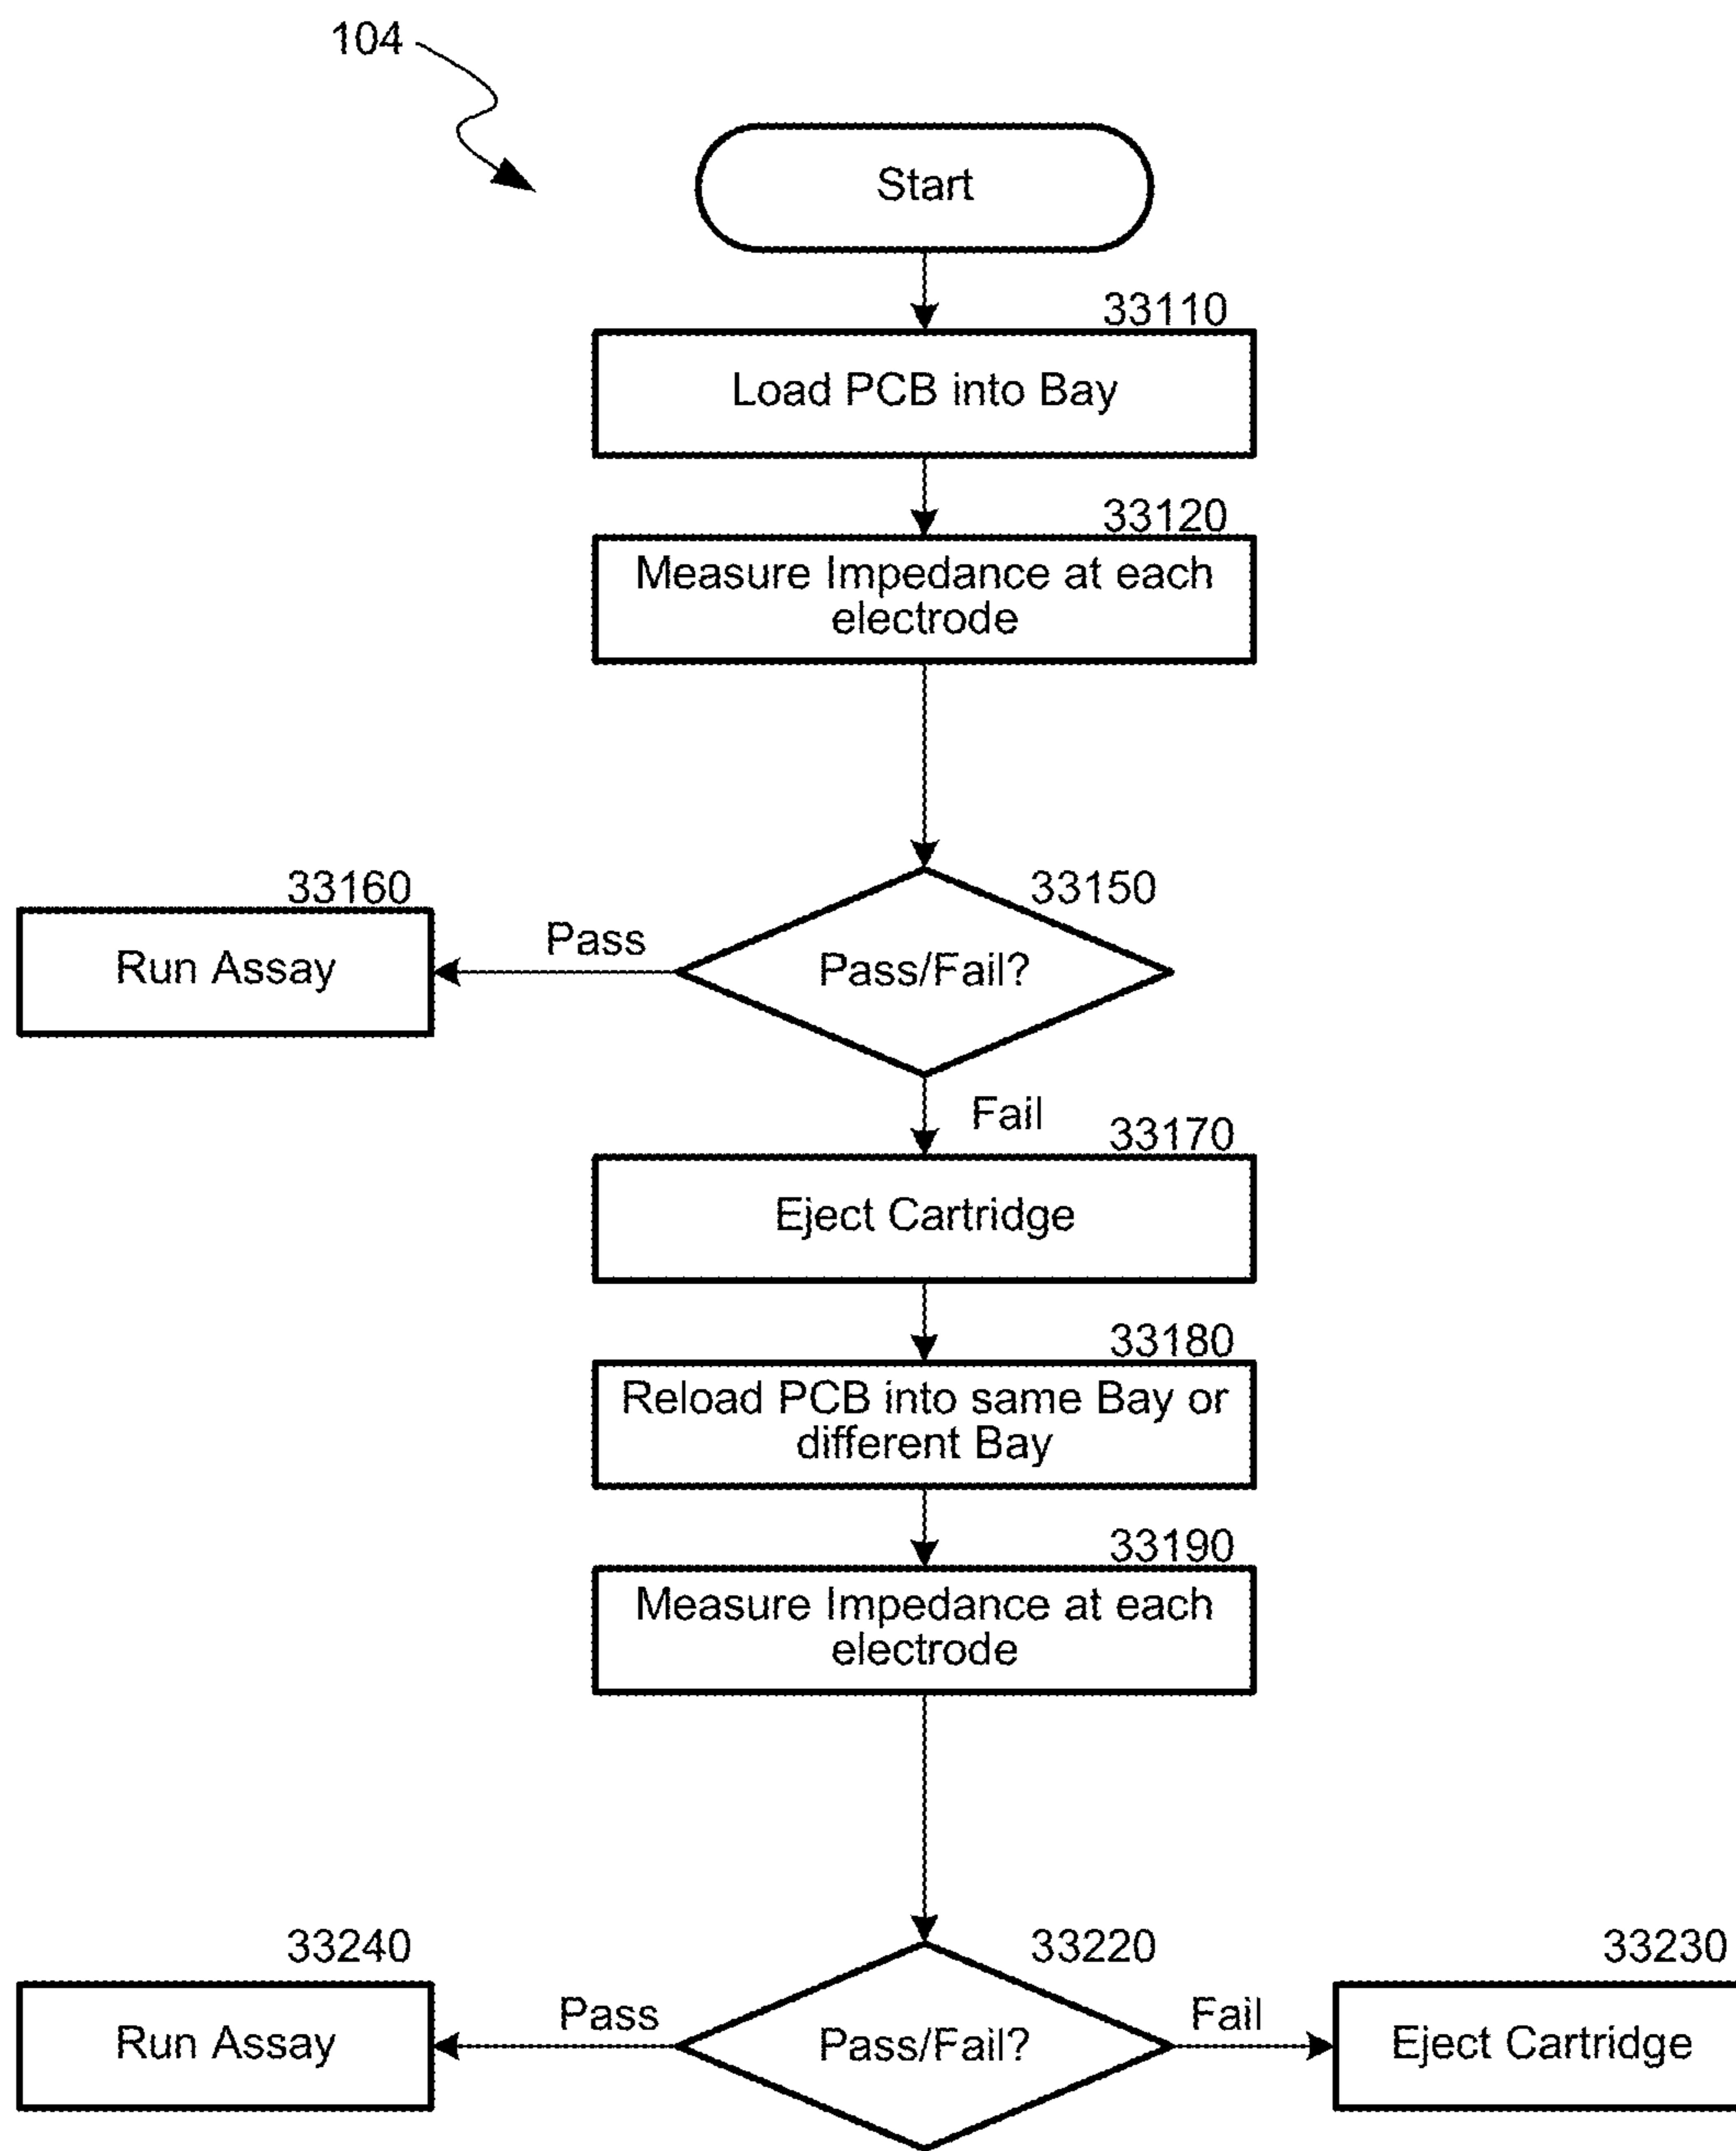 104
Start
33110
Load PCB into Bay
33120
Measure Impedance at each
electrode
33160
33150
Run Assay
Pass
Pass/Fail?
Fail
33170
Eject Cartridge
33180
Reload PCB into same Bay or
different Bay
33190
Measure Impedance at each
electrode
33240
33220
33230
Run Assay
Pass
Pass/Fail?
Fail
Eject Cartridge